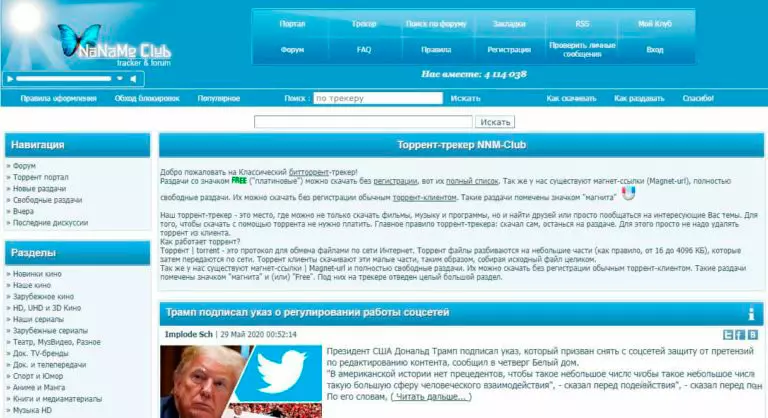 NaNaMe Club
tracker & forum
Портал Трекер Поиск по форуму Закладки RSS Мой Клуб
Форум FAQ Правила Регистрация Проверить личные сообщения Вход
Нас вместе: 4 114 038
Правила оформления Обход блокировок Популярное Поиск : по трекеру Искать Как скачивать Как раздавать Спасибо!
Искать
Навигация
» Форум
» Торрент портал
» Новые раздачи
» Свободные раздачи
» Вчера
» Последние дискуссии
Разделы
» Новинки кино
» Наше кино
» Зарубежное кино
» HD, UHD и 3D Кино
» Наши сериалы
» Зарубежные сериалы
» Театр, МузВидео, Разное
» Док. TV-бренды
» Док. и телепередачи
» Спорт и Юмор
» Аниме и Манга
» Книги и медиаматериалы
» Музыка HD
Торрент-трекер NNM-Club
Добро пожаловать на Классический битторрент-трекер!
Раздачи со значком FREE ("платиновые") можно скачать без регистрации, вот их полный список. Так же у нас существуют магнет-ссылки (Magnet-url), полностью
свободные раздачи. Их можно скачать без регистрации обычным торрент-клиентом. Такие раздачи помечены значком "магнита"
Наш торрент-трекер - это место, где можно не только скачать фильмы, музыку и программы, но и найти друзей или просто пообщаться на интересующие Вас темы. Для
того, чтобы скачать с помощью торрента не нужно платить. Главное правило торрент-трекера: скачал сам, останься на раздаче. Для этого просто не надо удалять
торрент из клиента.
Как работает торрент?
Торрент | torrent - это протокол для обмена файлами по сети Интернет. Торрент файлы разбиваются на небольшие части (как правило, от 16 до 4096 КБ), которые
затем передаются по сети. Торрент клиенты скачивают эти малые части, таким образом, собирая исходный файл целиком.
Так же у нас существуют магнет-ссылки | Magnet-url и полностью свободные раздачи. Их можно скачать без регистрации обычным торрент-клиентом. Такие раздачи
помечены значком "магнита" и (или) "Free". Под них на трекере отведен целый большой раздел.
Трамп подписал указ о регулировании работы соцсетей
Implode Sch | 29 Май 2020 00:52:14
Президент США Дональд Трамп подписал указ, который призван снять с соцсетей защиту от претензий
по редактированию контента, сообщил в четверг Белый дом.
"В американской истории нет прецедентов, чтобы такое небольшое число чтобы такое небольшое число
такую большую сферу человеческого взаимодействия", - сказал перед подействия", - сказал перед
По его словам, ( Читать дальше... )